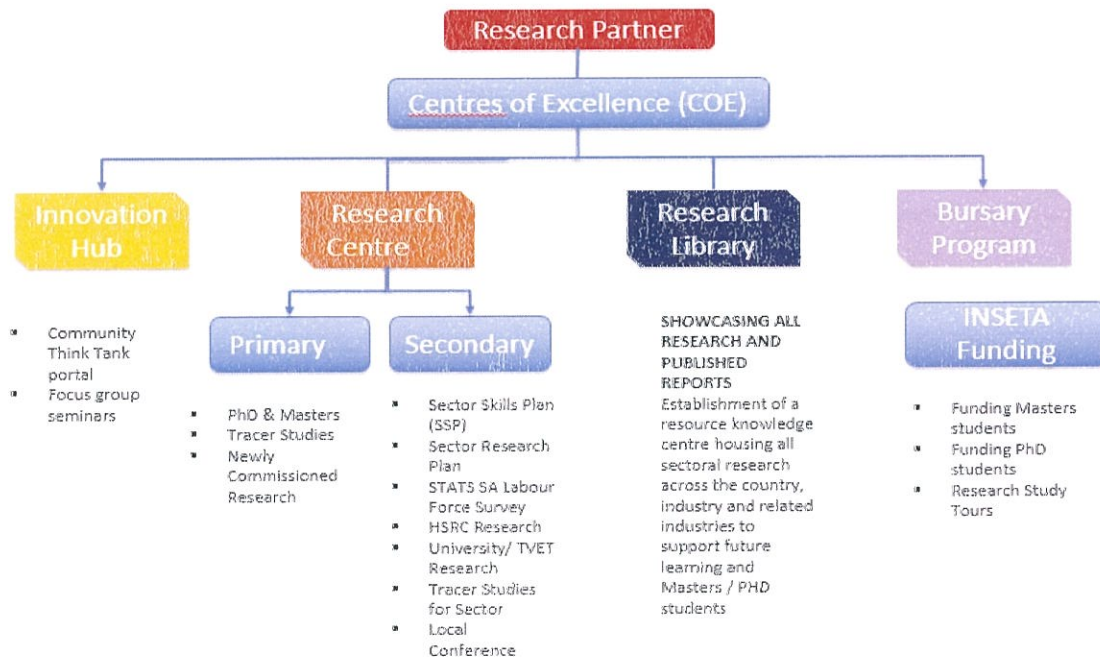 Research Partner
Centres of Excellence (COE)
Innovation
Hub
Research
Centre
Research
Library
Bursary
Program
▪ Community
Think Tank
portal
▪ Focus group
seminars
Primary
▪ PhD & Masters
▪ Tracer Studies
▪ Newly
Commissioned
Research
Secondary
▪ Sector Skills Plan
(SSP)
▪ Sector Research
Plan
▪ STATS SA Labour
Force Survey
▪ HSRC Research
▪ University/ TVET
Research
▪ Tracer Studies
for Sector
▪ Local
Conference
SHOWCASING ALL
RESEARCH AND
PUBLISHED
REPORTS
Establishment of a
resource knowledge
centre housing all
sectoral research
across the country,
industry and related
industries to
support future
learning and
Masters / PHD
students
INSETA
Funding
▪ Funding Masters
students
▪ Funding PhD
students
▪ Research Study
Tours